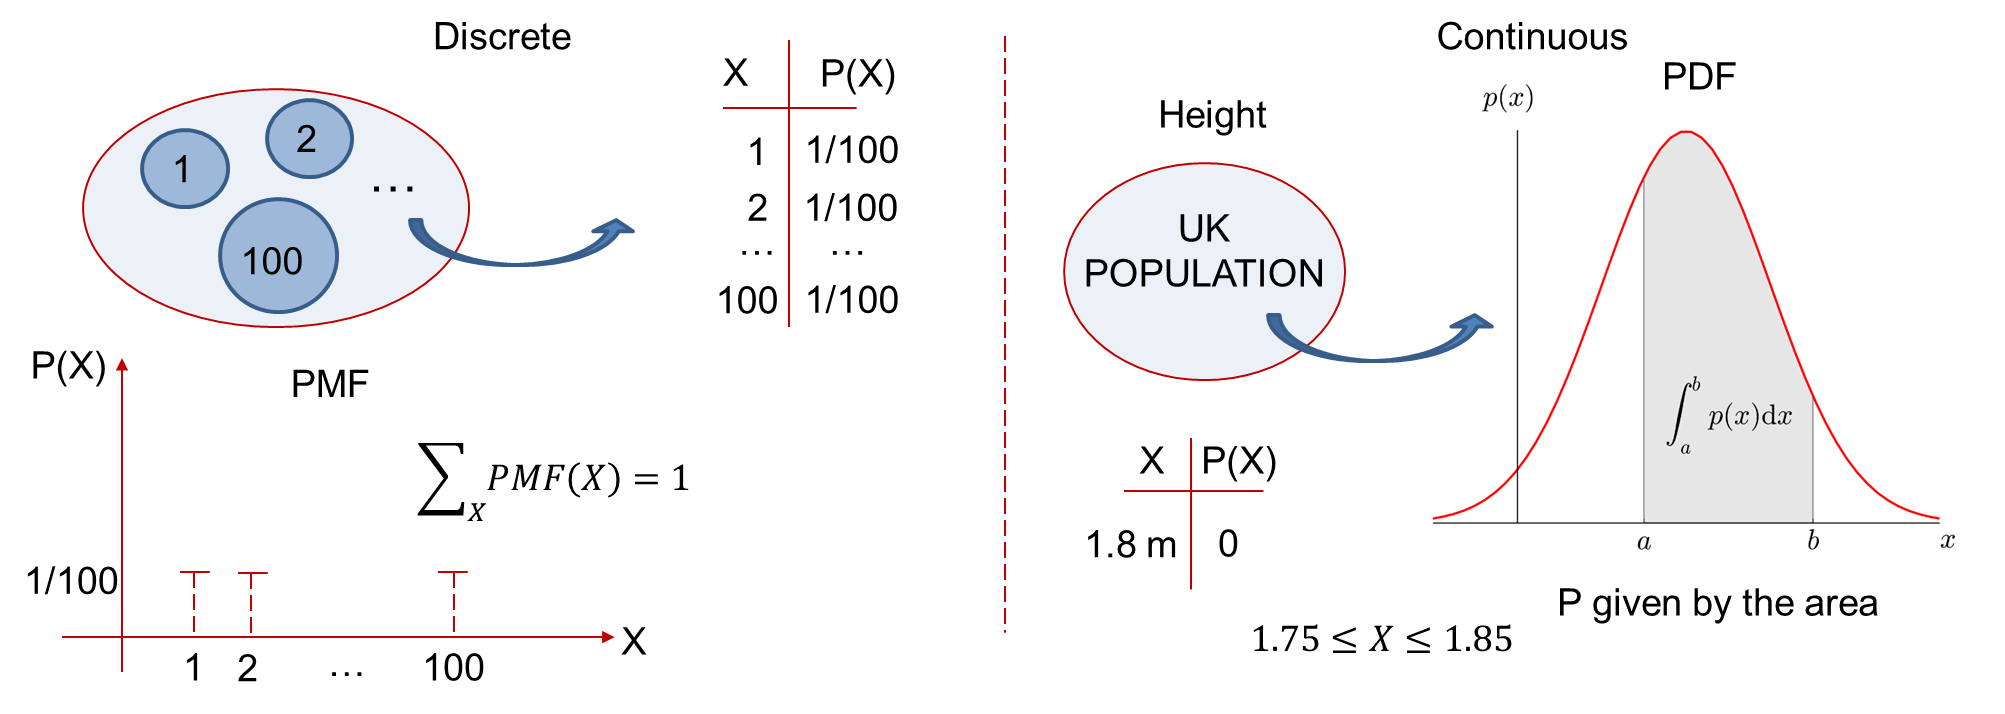 Discrete
1
2
...
100
X P(X)
1 1/100
2 1/100
... ...
100 1/100
P(X)
PMF
∑_X PMF(X) = 1
1/100
X
1 2 ... 100
Continuous
PDF
Height
UK
POPULATION
p(x)
∫_a^b p(x)dx
a b x
X P(X)
1.8 m 0
P given by the area
1.75 ≤ X ≤ 1.85